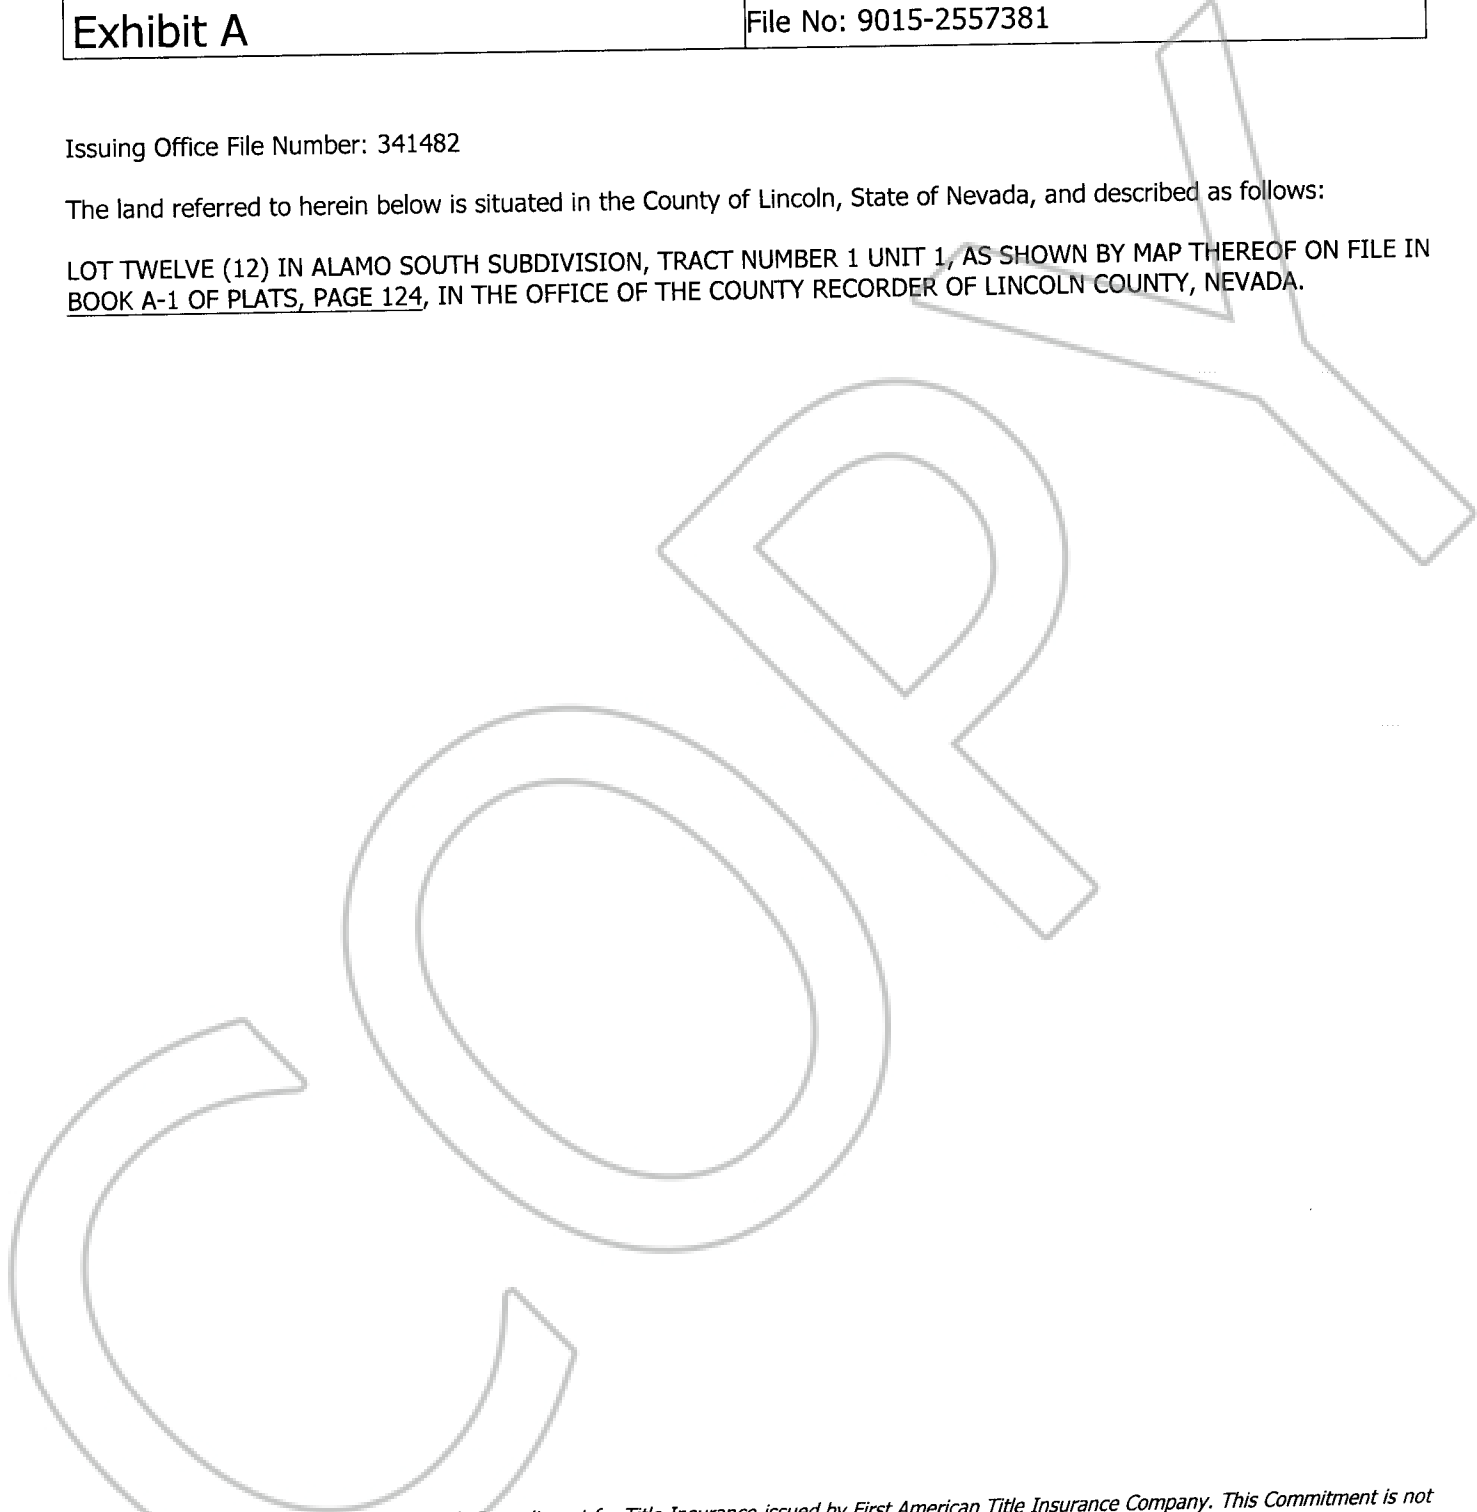 Exhibit A
File No: 9015-2557381
Issuing Office File Number: 341482
The land referred to herein below is situated in the County of Lincoln, State of Nevada, and described as follows:
LOT TWELVE (12) IN ALAMO SOUTH SUBDIVISION, TRACT NUMBER 1 UNIT 1, AS SHOWN BY MAP THEREOF ON FILE IN
BOOK A-1 OF PLATS, PAGE 124, IN THE OFFICE OF THE COUNTY RECORDER OF LINCOLN COUNTY, NEVADA.
COPY
for Title Insurance issued by First American Title Insurance Company. This Commitment is not